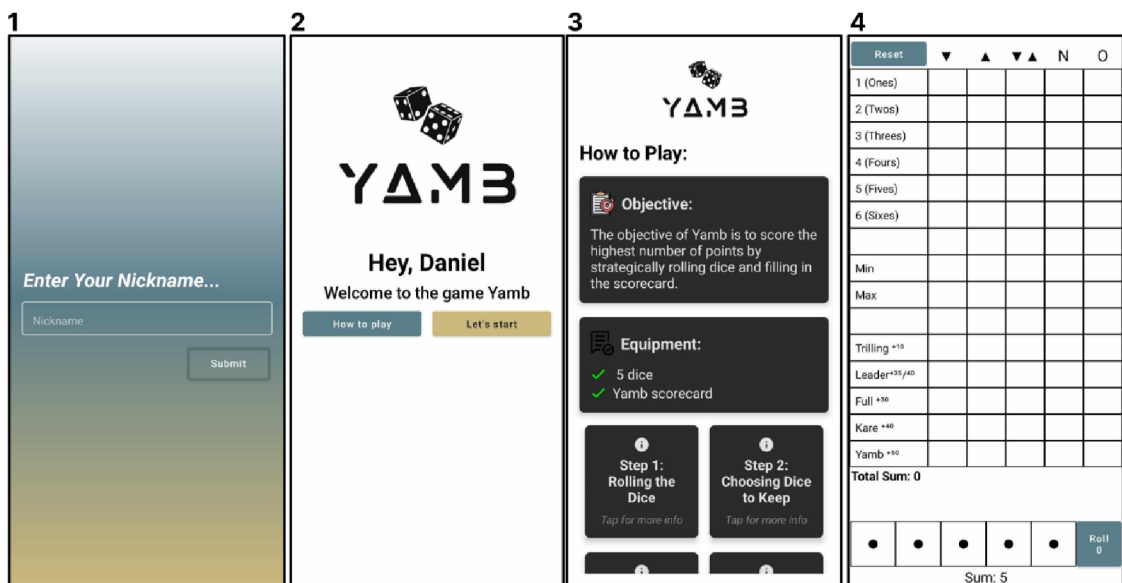 1
Enter Your Nickname...
Nickname
Submit
2
YAMB
Hey, Daniel
Welcome to the game Yamb
How to play
Let's start
3
YAMB
How to Play:
Objective:
The objective of Yamb is to score the
highest number of points by
strategically rolling dice and filling in
the scorecard.
Equipment:
5 dice
Yamb scorecard
Step 1:
Rolling the
Dice
Tap for more info
Step 2:
Choosing Dice
to Keep
Tap for more info
4
Reset ▼ ▲ ▼▲ N O
1 (Ones)
2 (Twos)
3 (Threes)
4 (Fours)
5 (Fives)
6 (Sixes)
Min
Max
Trilling +10
Leader+35/40
Full +30
Kare +40
Yamb +50
Total Sum: 0
Roll
0
Sum: 5